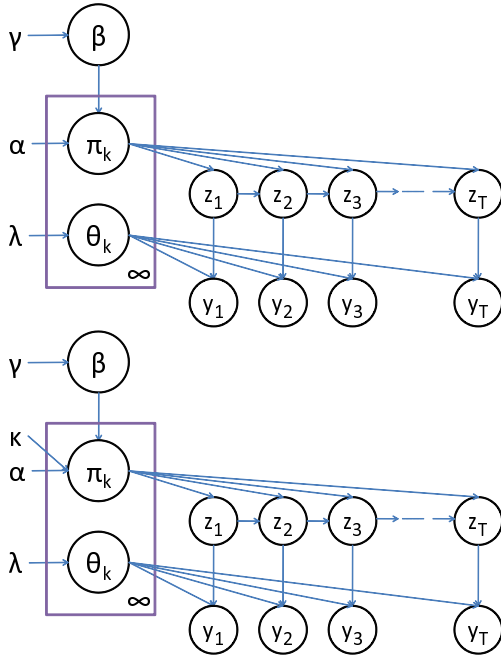 γ β
α π_k
z_1 z_2 z_3 z_T
λ θ_k
∞
y_1 y_2 y_3 y_T
γ β
κ
α π_k
z_1 z_2 z_3 z_T
λ θ_k
∞
y_1 y_2 y_3 y_T